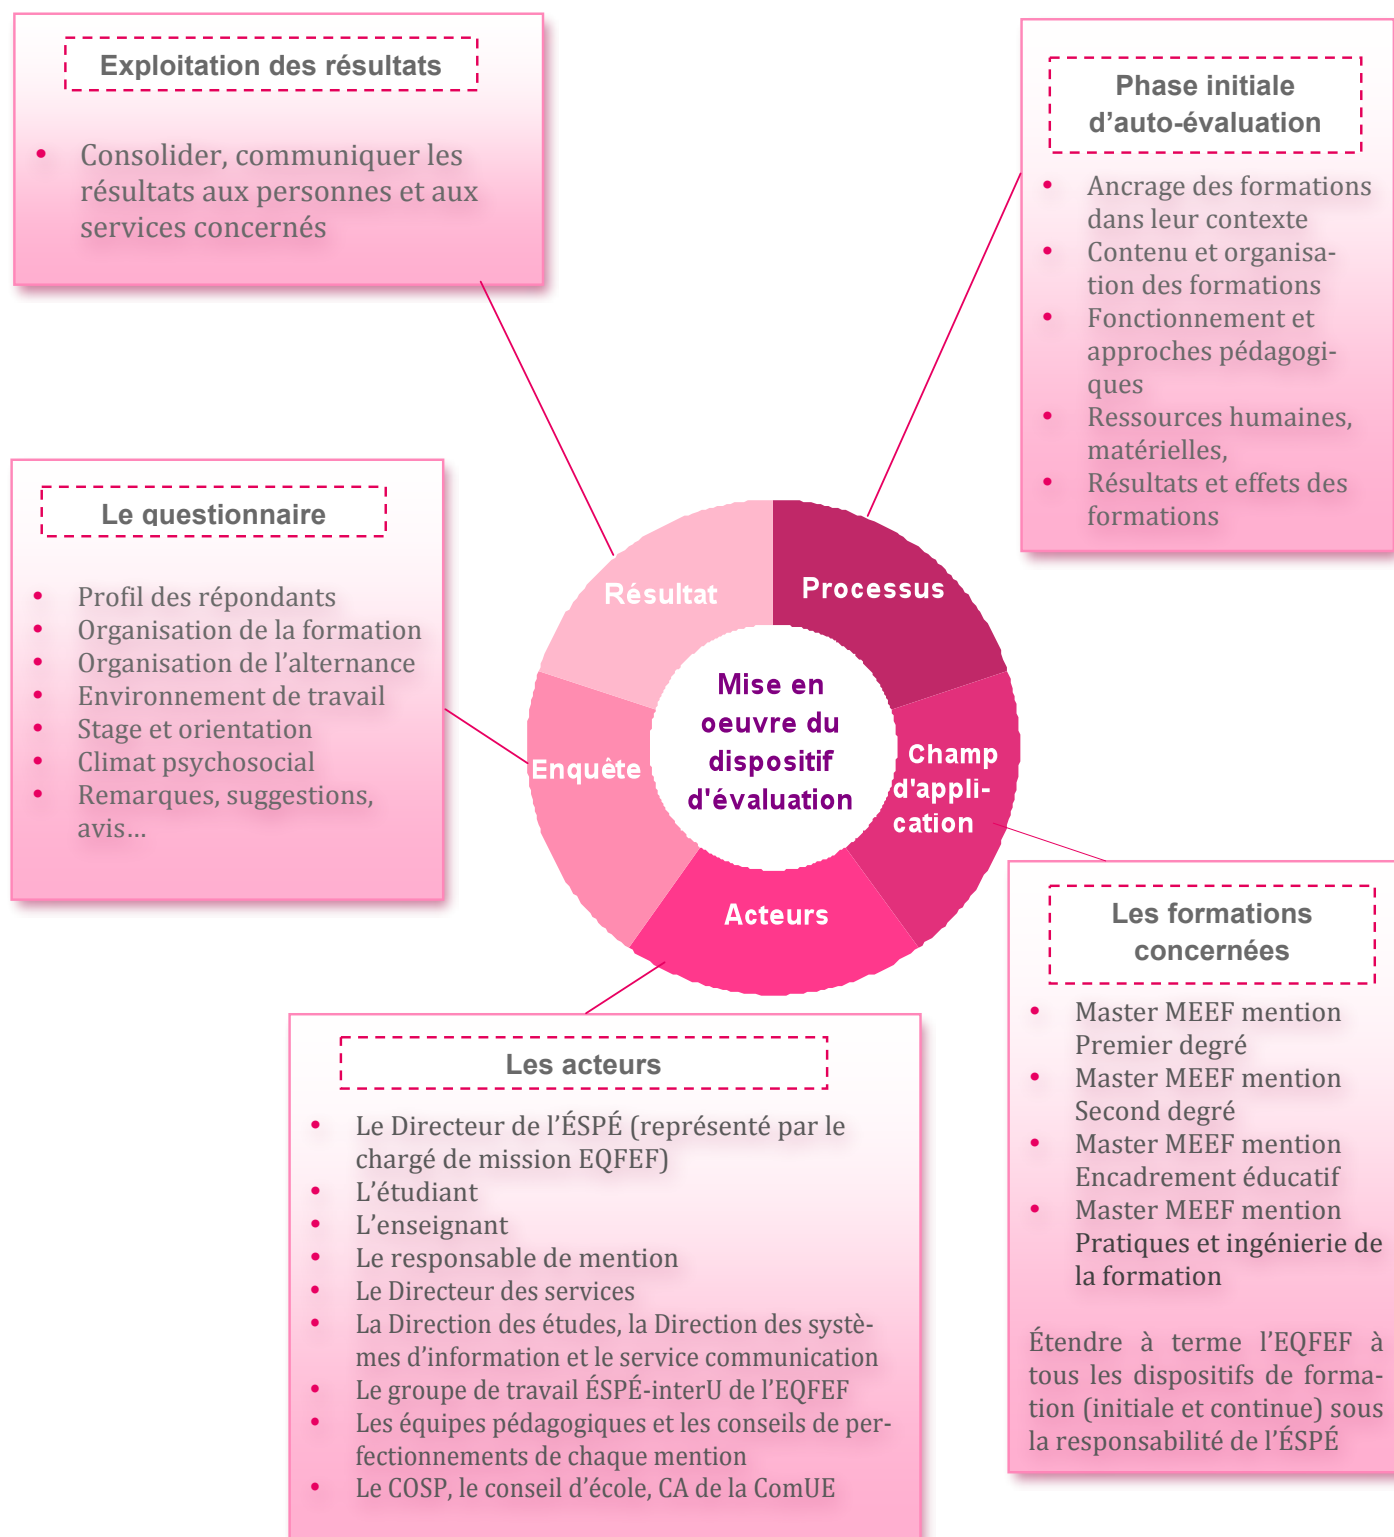 Exploitation des résultats
• Consolider, communiquer les
résultats aux personnes et aux
services concernés
Phase initiale
d’auto-évaluation
• Ancrage des formations
dans leur contexte
• Contenu et organisa-
tion des formations
• Fonctionnement et
approches pédagogi-
ques
• Ressources humaines,
matérielles,
• Résultats et effets des
formations
Le questionnaire
• Profil des répondants
• Organisation de la formation
• Organisation de l’alternance
• Environnement de travail
• Stage et orientation
• Climat psychosocial
• Remarques, suggestions,
avis…
Résultat
Processus
Mise en
oeuvre du
dispositif
d'évaluation
Enquête
Champ
d'appli-
cation
Acteurs
Les formations
concernées
• Master MEEF mention
Premier degré
• Master MEEF mention
Second degré
• Master MEEF mention
Encadrement éducatif
• Master MEEF mention
Pratiques et ingénierie de
la formation
Étendre à terme l’EQFEF à
tous les dispositifs de forma-
tion (initiale et continue) sous
la responsabilité de l’ÉSPÉ
Les acteurs
• Le Directeur de l’ÉSPÉ (représenté par le
chargé de mission EQFEF)
• L’étudiant
• L’enseignant
• Le responsable de mention
• Le Directeur des services
• La Direction des études, la Direction des systè-
mes d’information et le service communication
• Le groupe de travail ÉSPÉ-interU de l’EQFEF
• Les équipes pédagogiques et les conseils de per-
fectionnements de chaque mention
• Le COSP, le conseil d’école, CA de la ComUE